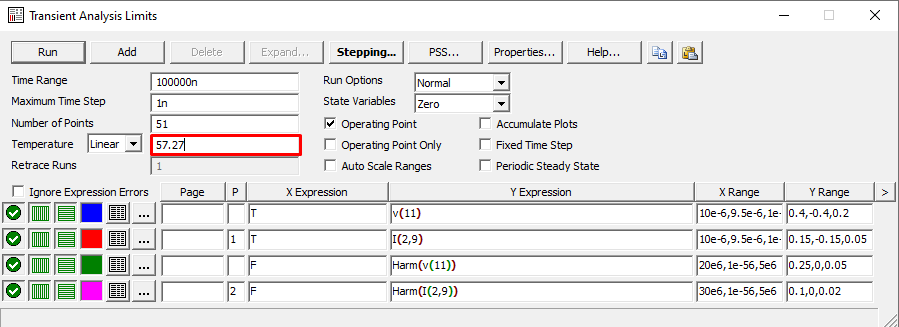 Transient Analysis Limits
Run Add Delete Expand... Stepping... PSS... Properties... Help...
Time Range 100000n Run Options Normal
Maximum Time Step 1n State Variables Zero
Number of Points 51 Operating Point Accumulate Plots
Temperature Linear 57.27 Operating Point Only Fixed Time Step
Retrace Runs 1 Auto Scale Ranges Periodic Steady State
Ignore Expression Errors Page P X Expression Y Expression X Range Y Range >
... T v(11) 10e-6,9.5e-6,1e- 0.4,-0.4,0.2
... 1 T I(2,9) 10e-6,9.5e-6,1e- 0.15,-0.15,0.05
... F Harm(v(11)) 20e6,1e-56,5e6 0.25,0,0.05
... 2 F Harm(I(2,9)) 30e6,1e-56,5e6 0.1,0,0.02